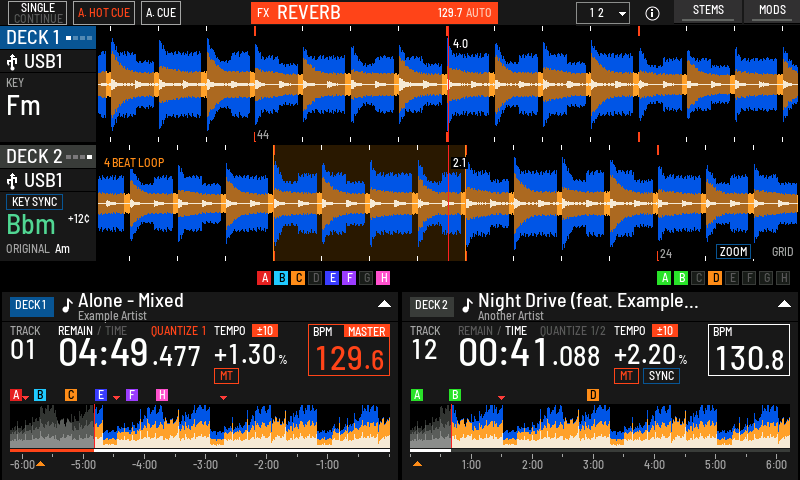 SINGLE
CONTINUE
A. HOT CUE
A. CUE
FX REVERB 129.7 AUTO
1 2
STEMS
MODS
DECK 1
USB1
KEY
Fm
4.0
44
DECK 2
USB1
KEY SYNC
Bbm +12¢
ORIGINAL Am
4 BEAT LOOP
2.1
24
ZOOM
GRID
A B C D E F G H
A B C D E F G H
DECK 1
Alone - Mixed
Example Artist
TRACK
01
REMAIN / TIME
04:49.477
QUANTIZE 1
TEMPO ±10
+1.30%
MT
BPM MASTER
129.6
A B C E F H
-6:00 -5:00 -4:00 -3:00 -2:00 -1:00
DECK 2
Night Drive (feat. Example...
Another Artist
TRACK
12
REMAIN / TIME
00:41.088
QUANTIZE 1/2
TEMPO ±10
+2.20%
MT SYNC
BPM
130.8
A B D
1:00 2:00 3:00 4:00 5:00 6:00